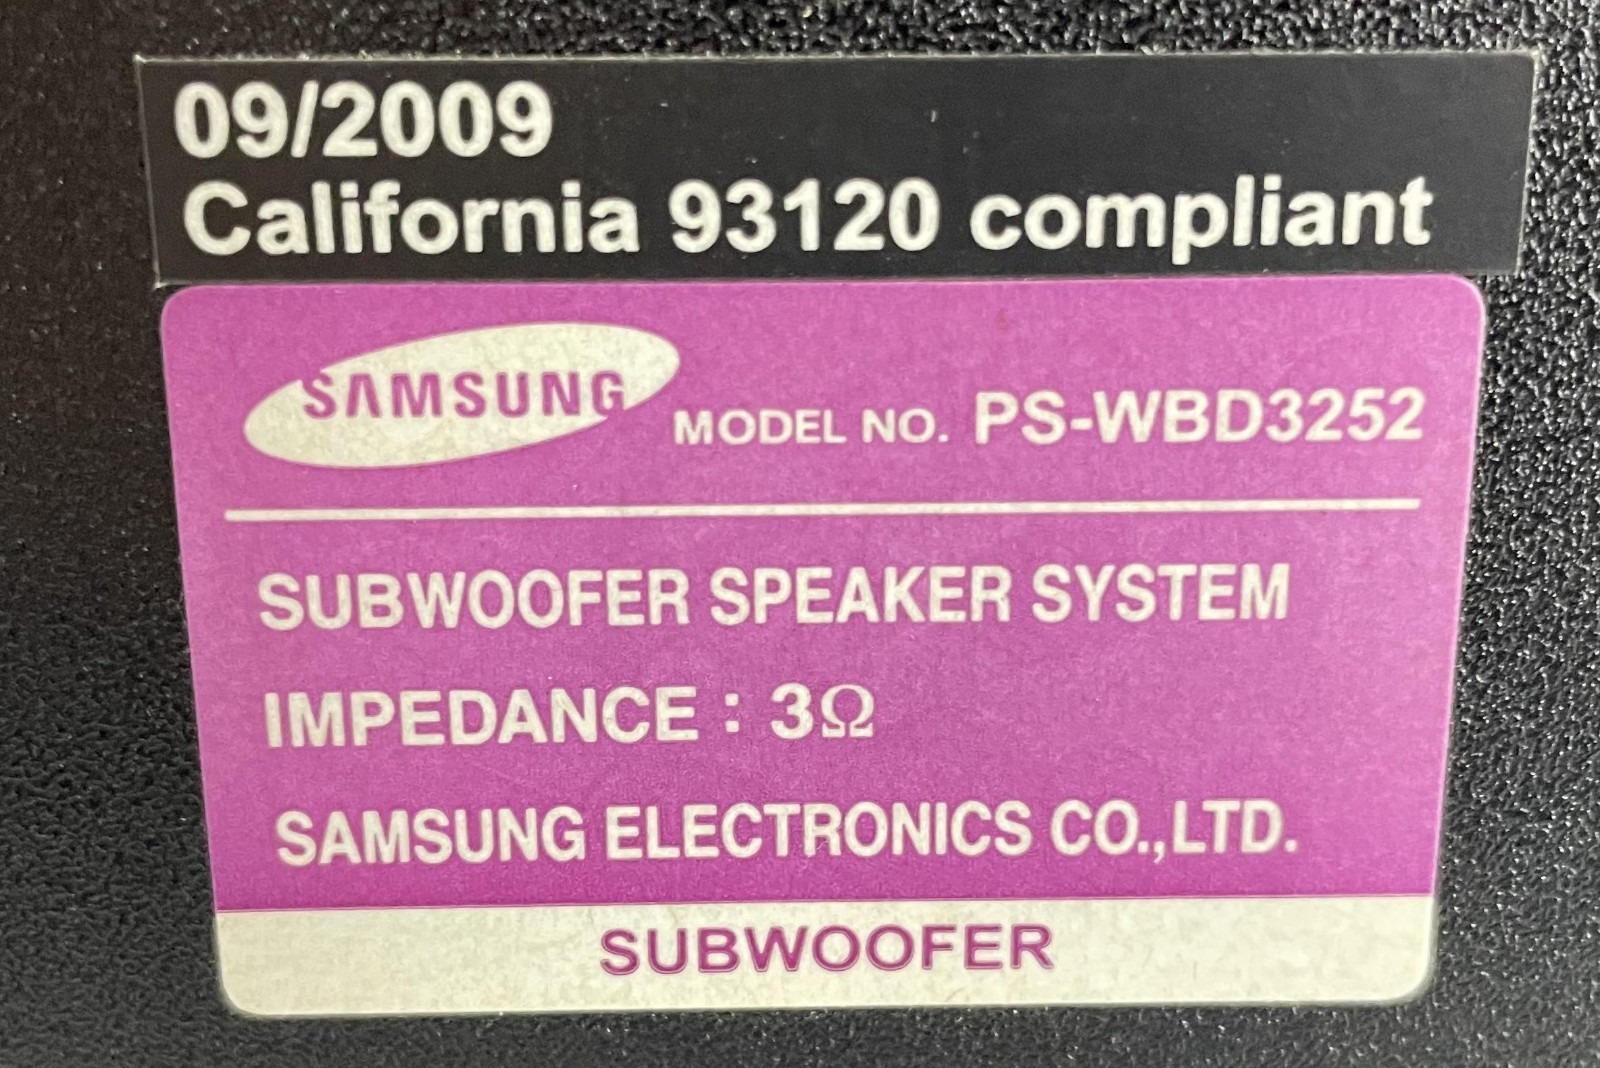 09/2009
California 93120 compliant
SAMSUNG MODEL NO. PS-WBD3252
SUBWOOFER SPEAKER SYSTEM
IMPEDANCE : 3Ω
SAMSUNG ELECTRONICS CO.,LTD.
SUBWOOFER